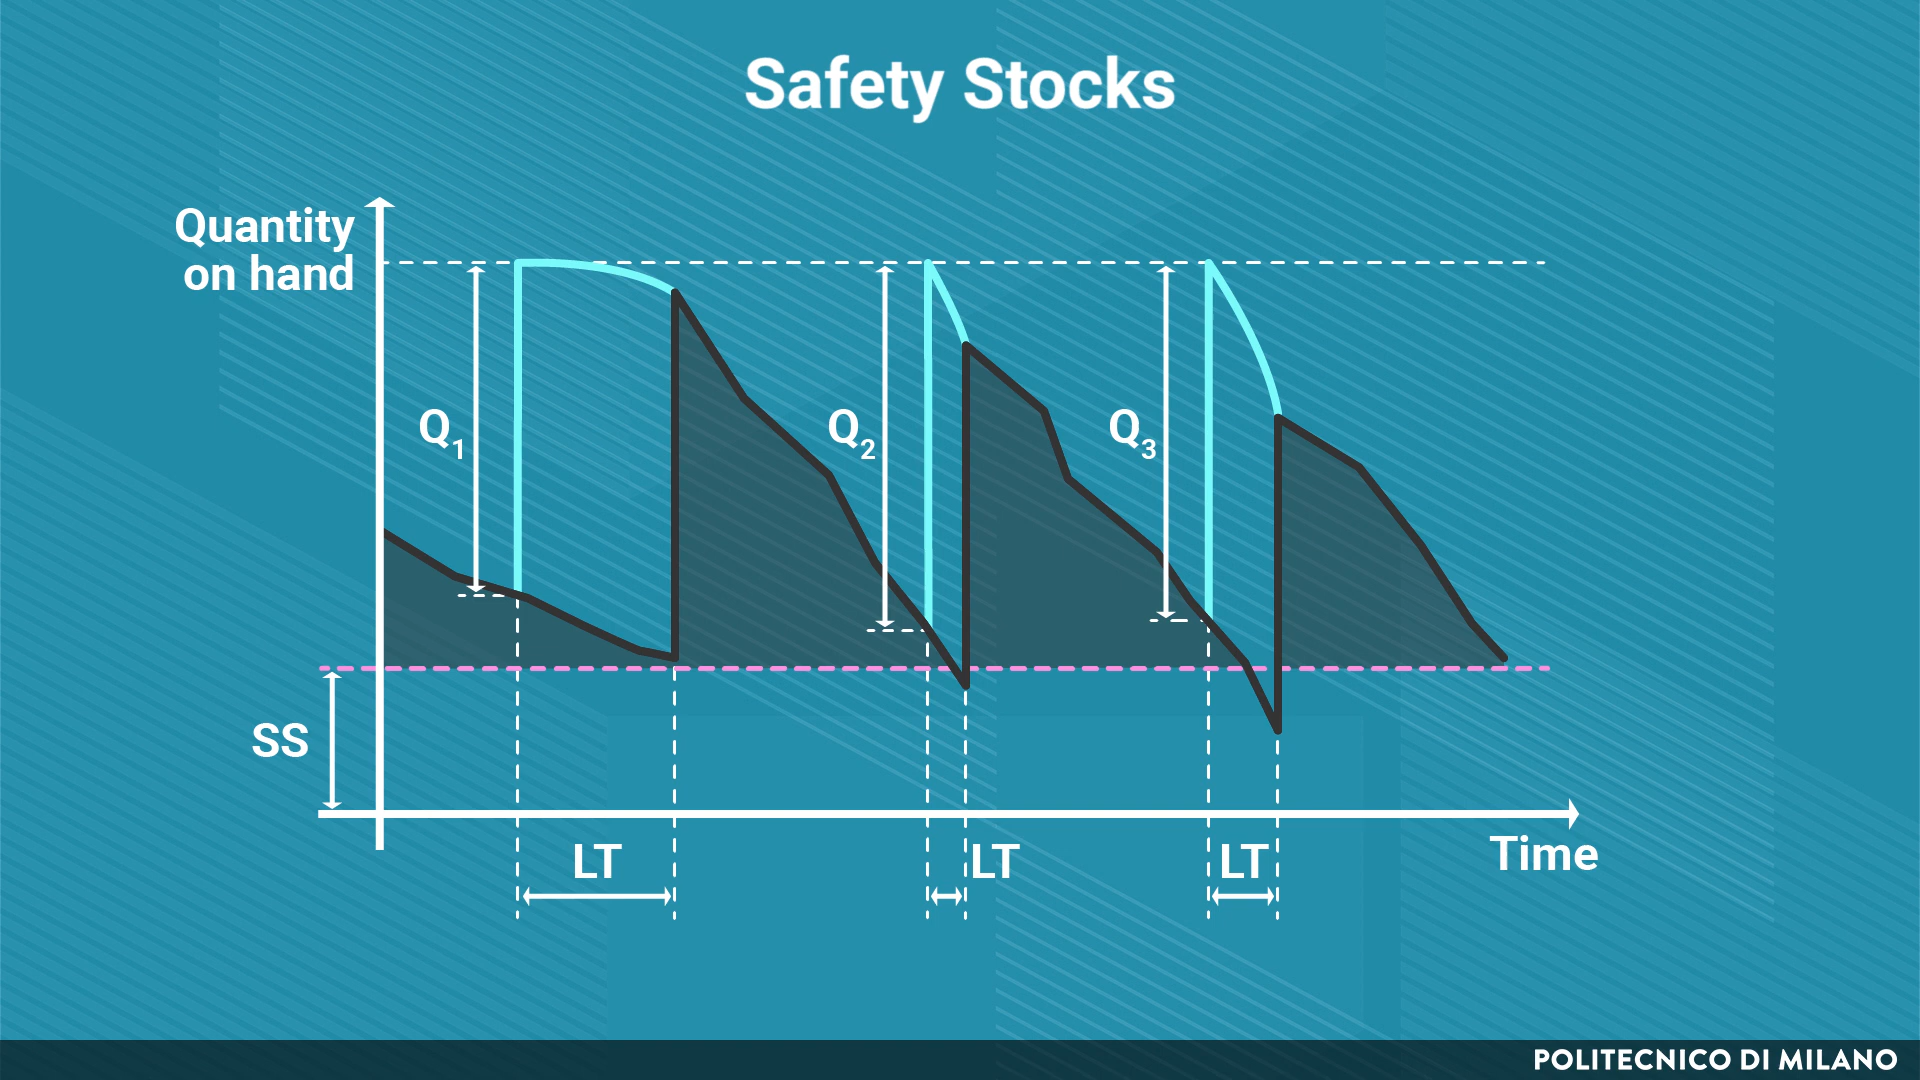 Safety Stocks
Quantity
on hand
Q1
Q2
Q3
SS
LT
LT
LT
Time
POLITECNICO DI MILANO